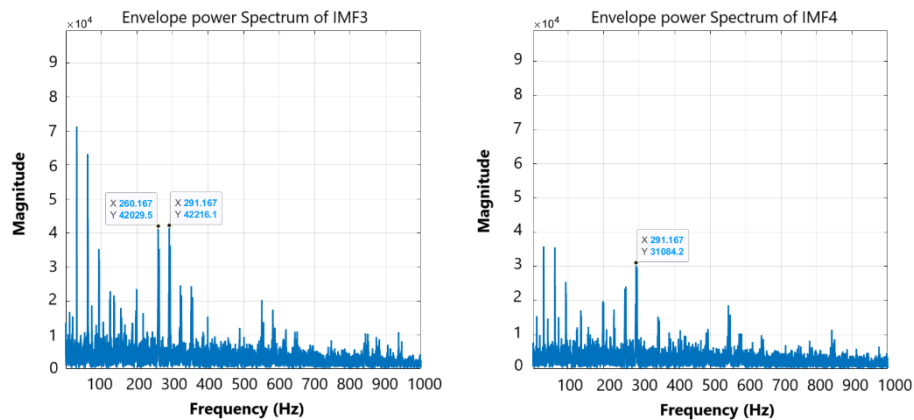 Envelope power Spectrum of IMF3
×10⁴
9
8
7
6
5
4
3
2
1
0
Magnitude
X 260.167
Y 42029.5
X 291.167
Y 42216.1
100 200 300 400 500 600 700 800 900 1000
Frequency (Hz)
Envelope power Spectrum of IMF4
×10⁴
9
8
7
6
5
4
3
2
1
0
Magnitude
X 291.167
Y 31084.2
100 200 300 400 500 600 700 800 900 1000
Frequency (Hz)